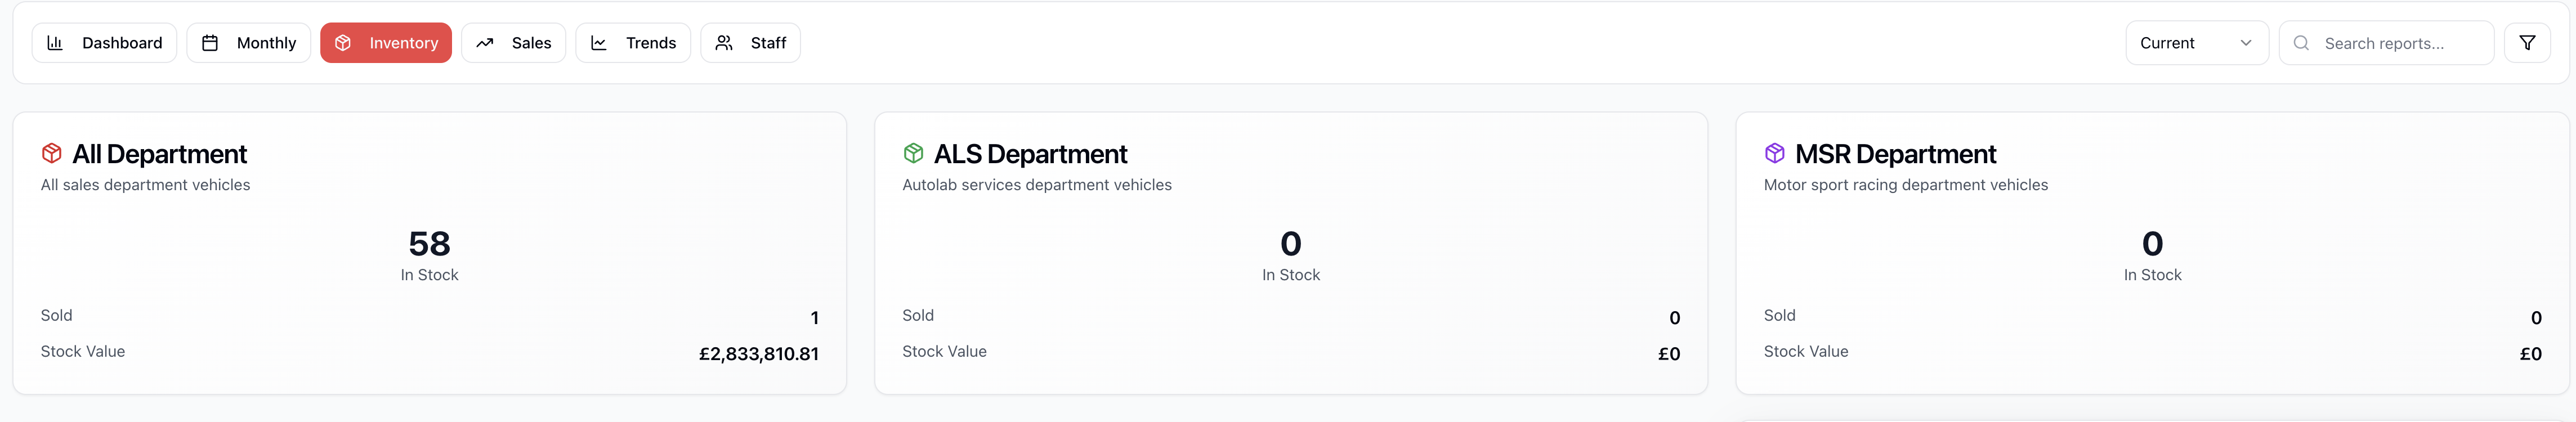 Dashboard Monthly Inventory Sales Trends Staff Current Search reports...
All Department
All sales department vehicles
58
In Stock
Sold 1
Stock Value £2,833,810.81
ALS Department
Autolab services department vehicles
0
In Stock
Sold 0
Stock Value £0
MSR Department
Motor sport racing department vehicles
0
In Stock
Sold 0
Stock Value £0